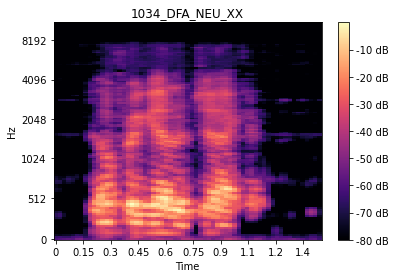 1034_DFA_NEU_XX
8192
4096
2048
1024
512
0
Hz
0 0.15 0.3 0.45 0.6 0.75 0.9 1.1 1.2 1.4
Time
-10 dB
-20 dB
-30 dB
-40 dB
-50 dB
-60 dB
-70 dB
-80 dB